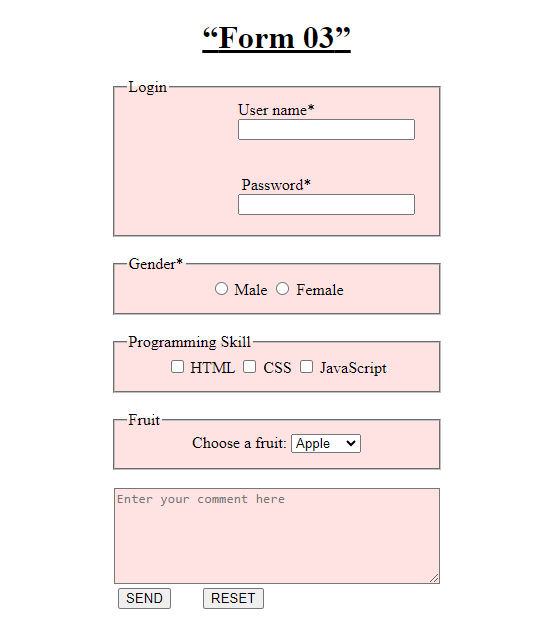 “Form 03”
Login
User name*
Password*
Gender*
Male Female
Programming Skill
HTML CSS JavaScript
Fruit
Choose a fruit: Apple
Enter your comment here
SEND RESET